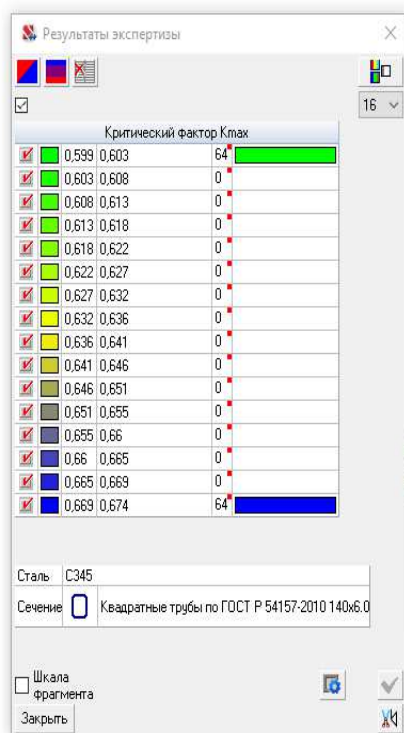 Результаты экспертизы
16
Критический фактор Kmax
0,599 0,603 64
0,603 0,608 0
0,608 0,613 0
0,613 0,618 0
0,618 0,622 0
0,622 0,627 0
0,627 0,632 0
0,632 0,636 0
0,636 0,641 0
0,641 0,646 0
0,646 0,651 0
0,651 0,655 0
0,655 0,66 0
0,66 0,665 0
0,665 0,669 0
0,669 0,674 64
Сталь C345
Сечение Квадратные трубы по ГОСТ Р 54157-2010 140x6.0
Шкала
фрагмента
Закрыть